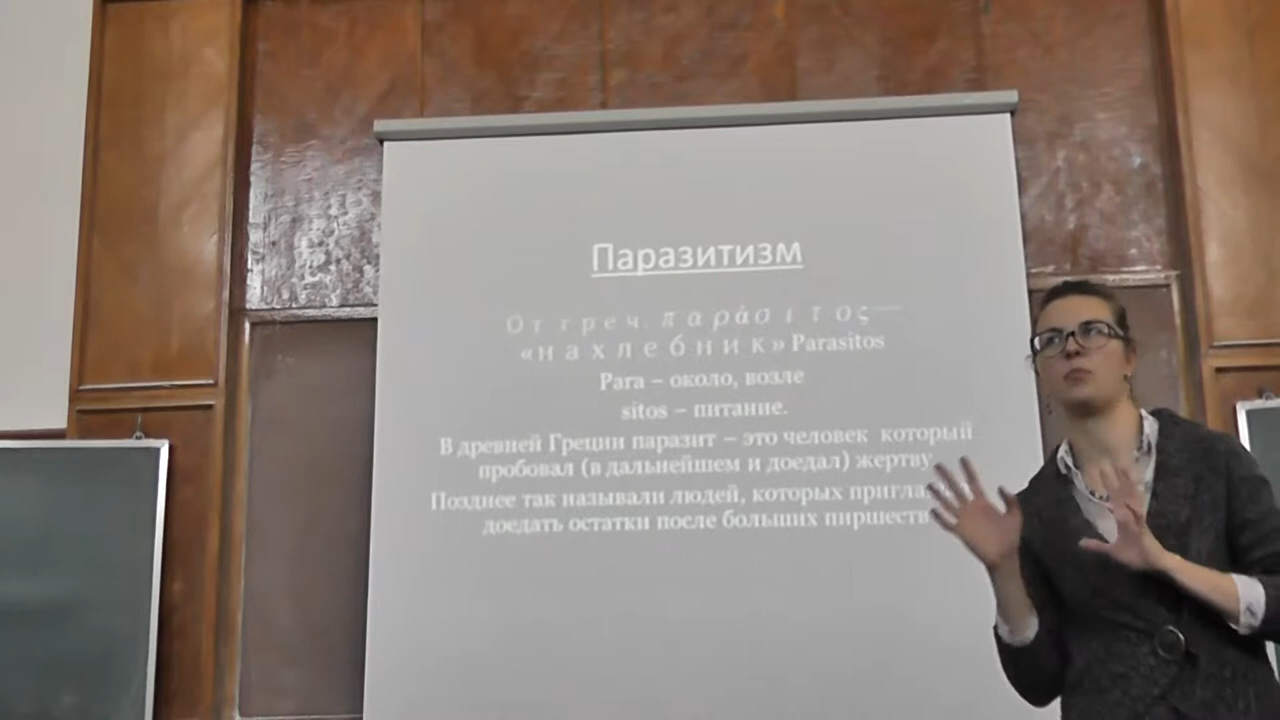 Паразитизм
От греч. παράσιτος —
«нахлебник» Parasitos
Para – около, возле
sitos – питание.
В древней Греции паразит – это человек который
пробовал (в дальнейшем и доедал) жертву
Позднее так называли людей, которых
доедать остатки после больших